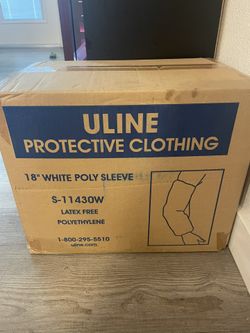 ULINE
PROTECTIVE CLOTHING
18" WHITE POLY SLEEVE
S-11430W
LATEX FREE
POLYETHYLENE
1-800-295-5510
uline.com